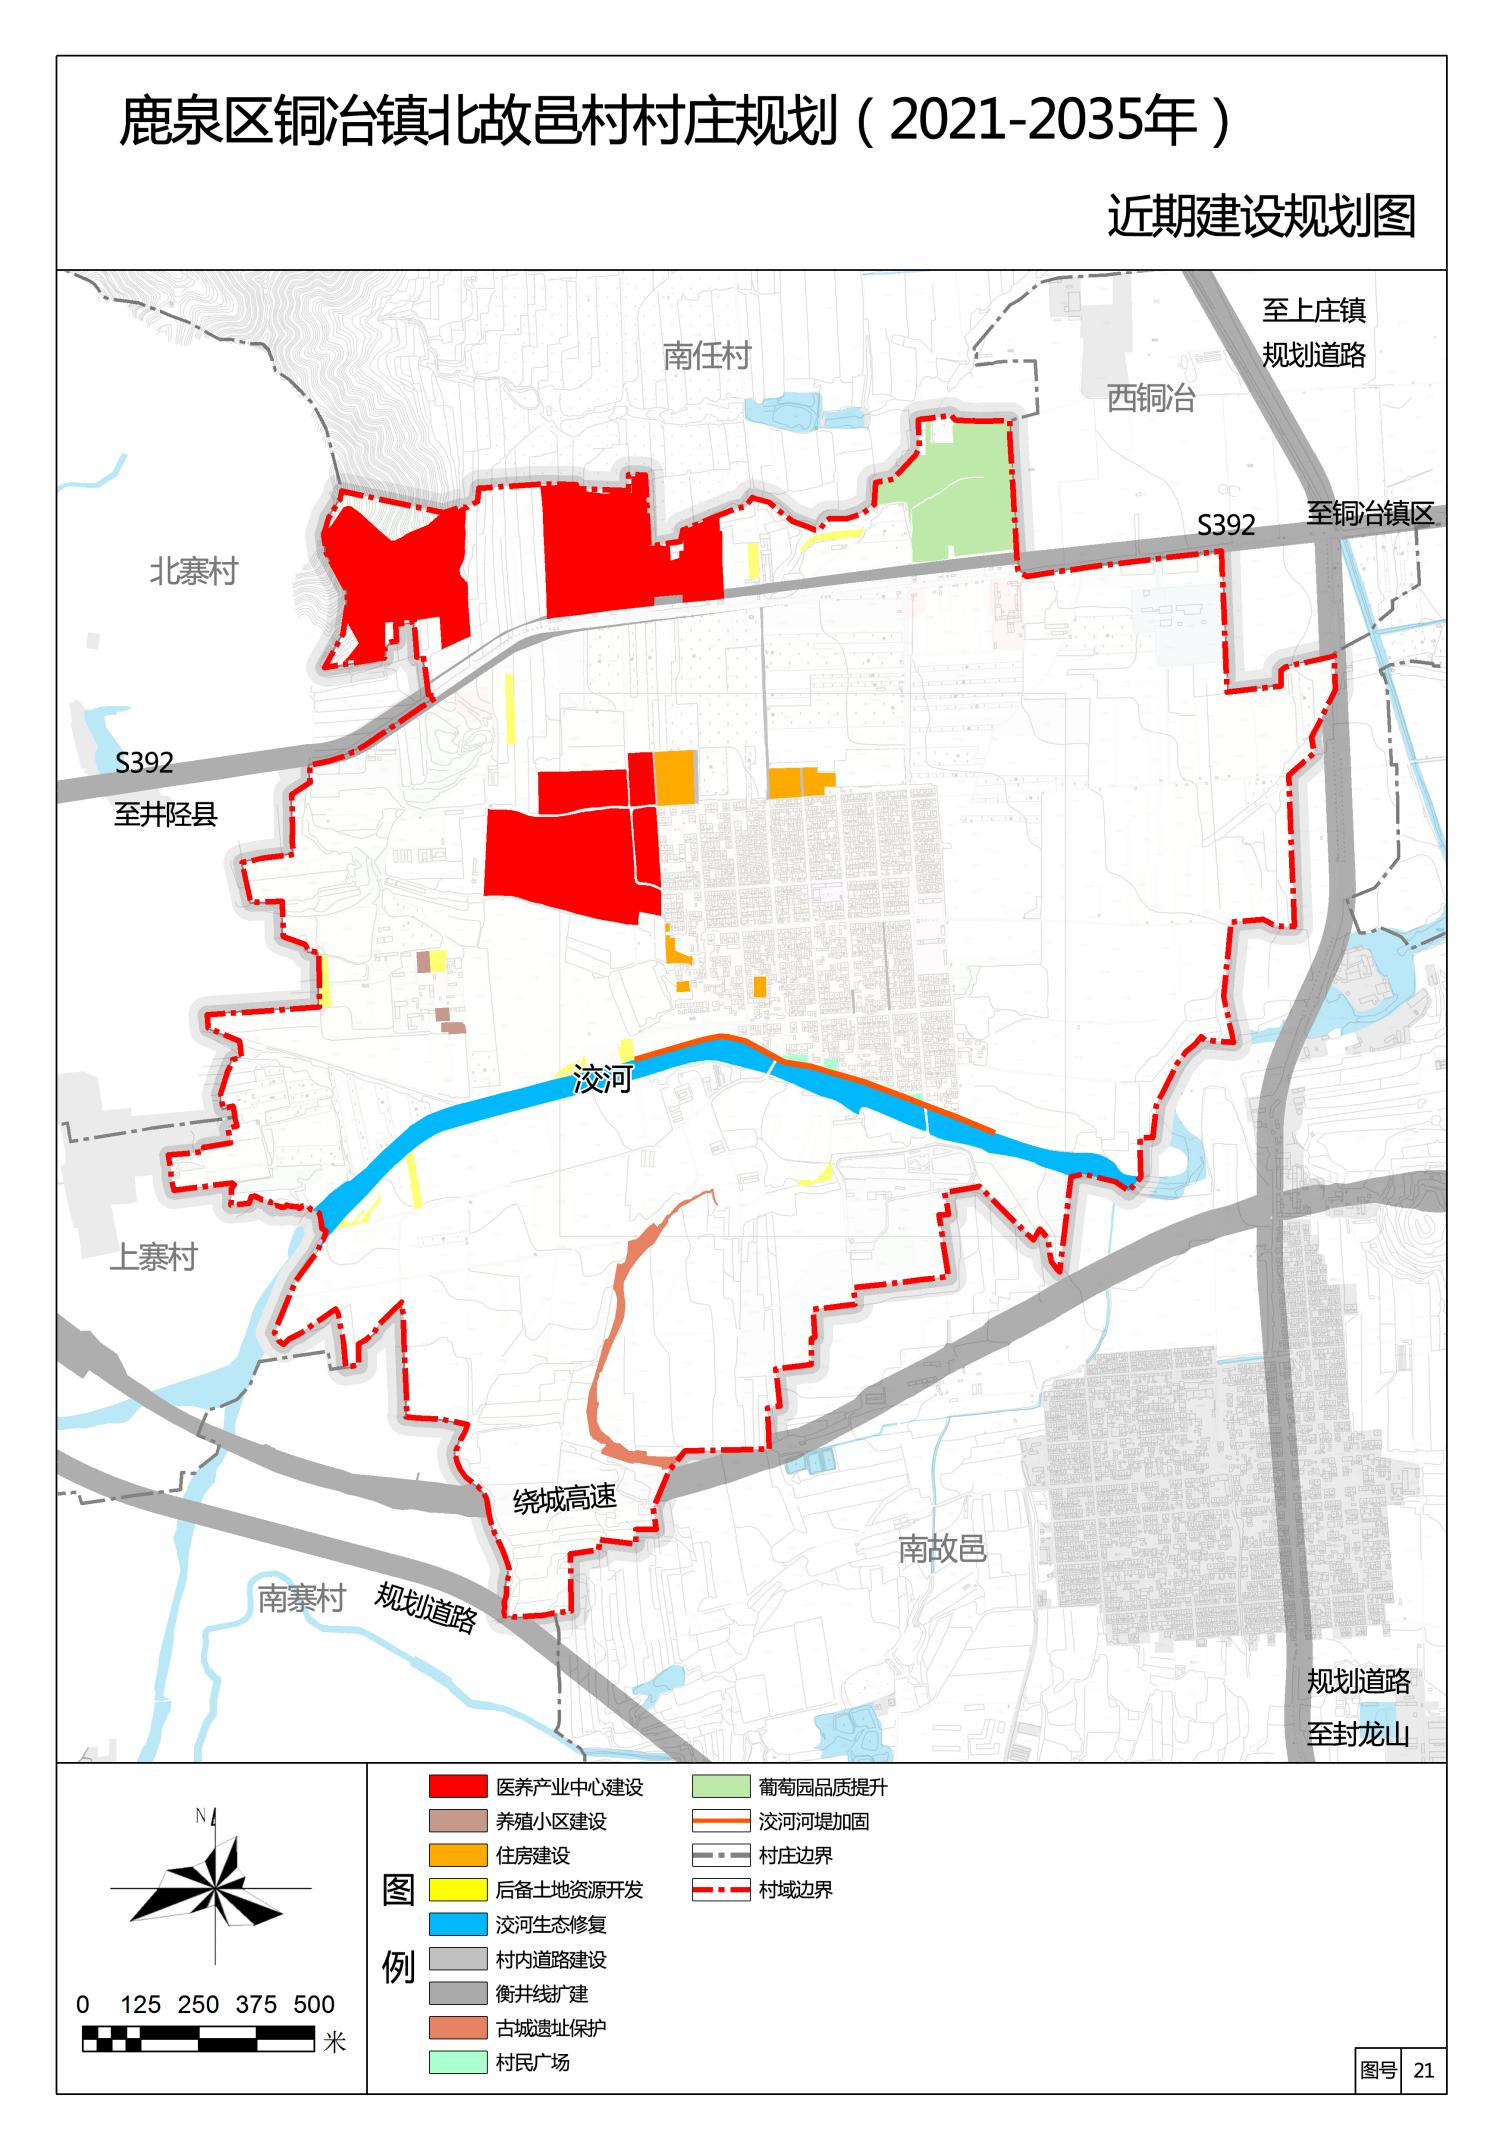 鹿泉区铜冶镇北故邑村村庄规划（2021-2035年）
近期建设规划图
至上庄镇
规划道路
南任村
西铜冶
至铜冶镇区
S392
北寨村
S392
至井陉县
洨河
上寨村
绕城高速
南故邑
南寨村
规划道路
规划道路
至封龙山
N
0 125 250 375 500
米
图例
医养产业中心建设
养殖小区建设
住房建设
后备土地资源开发
洨河生态修复
村内道路建设
衡井线扩建
古城遗址保护
村民广场
葡萄园品质提升
洨河河堤加固
村庄边界
村域边界
图号 21